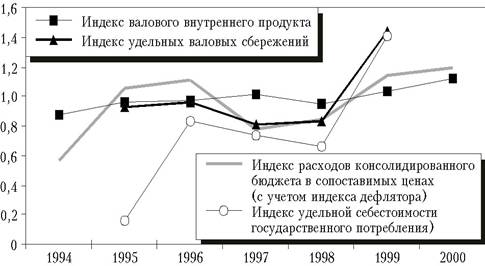 1,6
1,4
1,2
1,0
0,8
0,6
0,4
0,2
0
Индекс валового внутреннего продукта
Индекс удельных валовых сбережений
Индекс расходов консолидированного
бюджета в сопоставимых ценах
(с учетом индекса дефлятора)
Индекс удельной себестоимости
государственного потребления)
1994 1995 1996 1997 1998 1999 2000